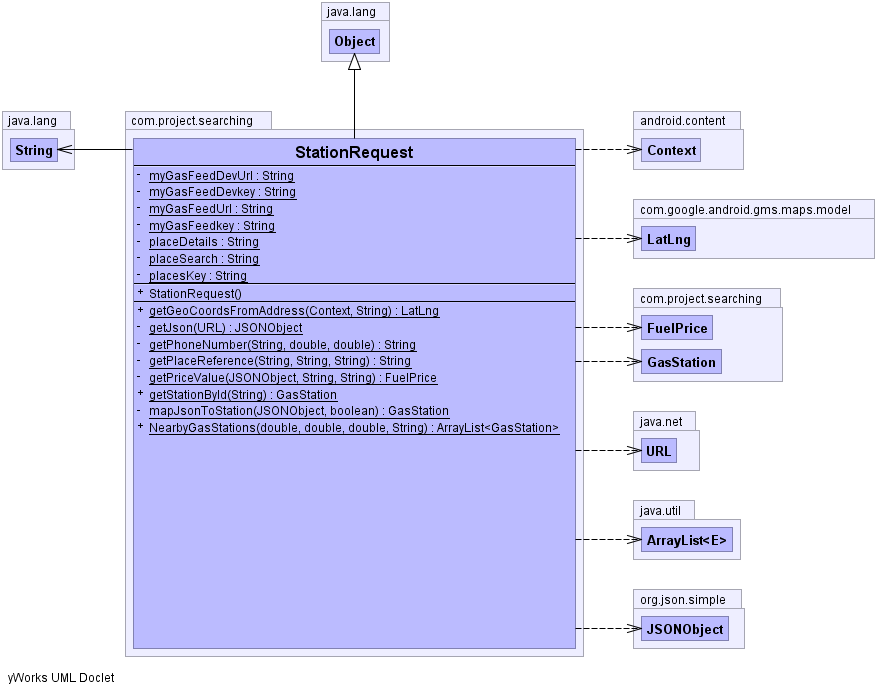 java.lang
Object
java.lang
String
com.project.searching
StationRequest
- myGasFeedDevUrl : String
- myGasFeedDevkey : String
- myGasFeedUrl : String
- myGasFeedkey : String
- placeDetails : String
- placeSearch : String
- placesKey : String
+ StationRequest()
+ getGeoCoordsFromAddress(Context, String) : LatLng
- getJson(URL) : JSONObject
- getPhoneNumber(String, double, double) : String
- getPlaceReference(String, String, String) : String
- getPriceValue(JSONObject, String, String) : FuelPrice
+ getStationById(String) : GasStation
- mapJsonToStation(JSONObject, boolean) : GasStation
+ NearbyGasStations(double, double, double, String) : ArrayList<GasStation>
android.content
Context
com.google.android.gms.maps.model
LatLng
com.project.searching
FuelPrice
GasStation
java.net
URL
java.util
ArrayList<E>
org.json.simple
JSONObject
yWorks UML Doclet